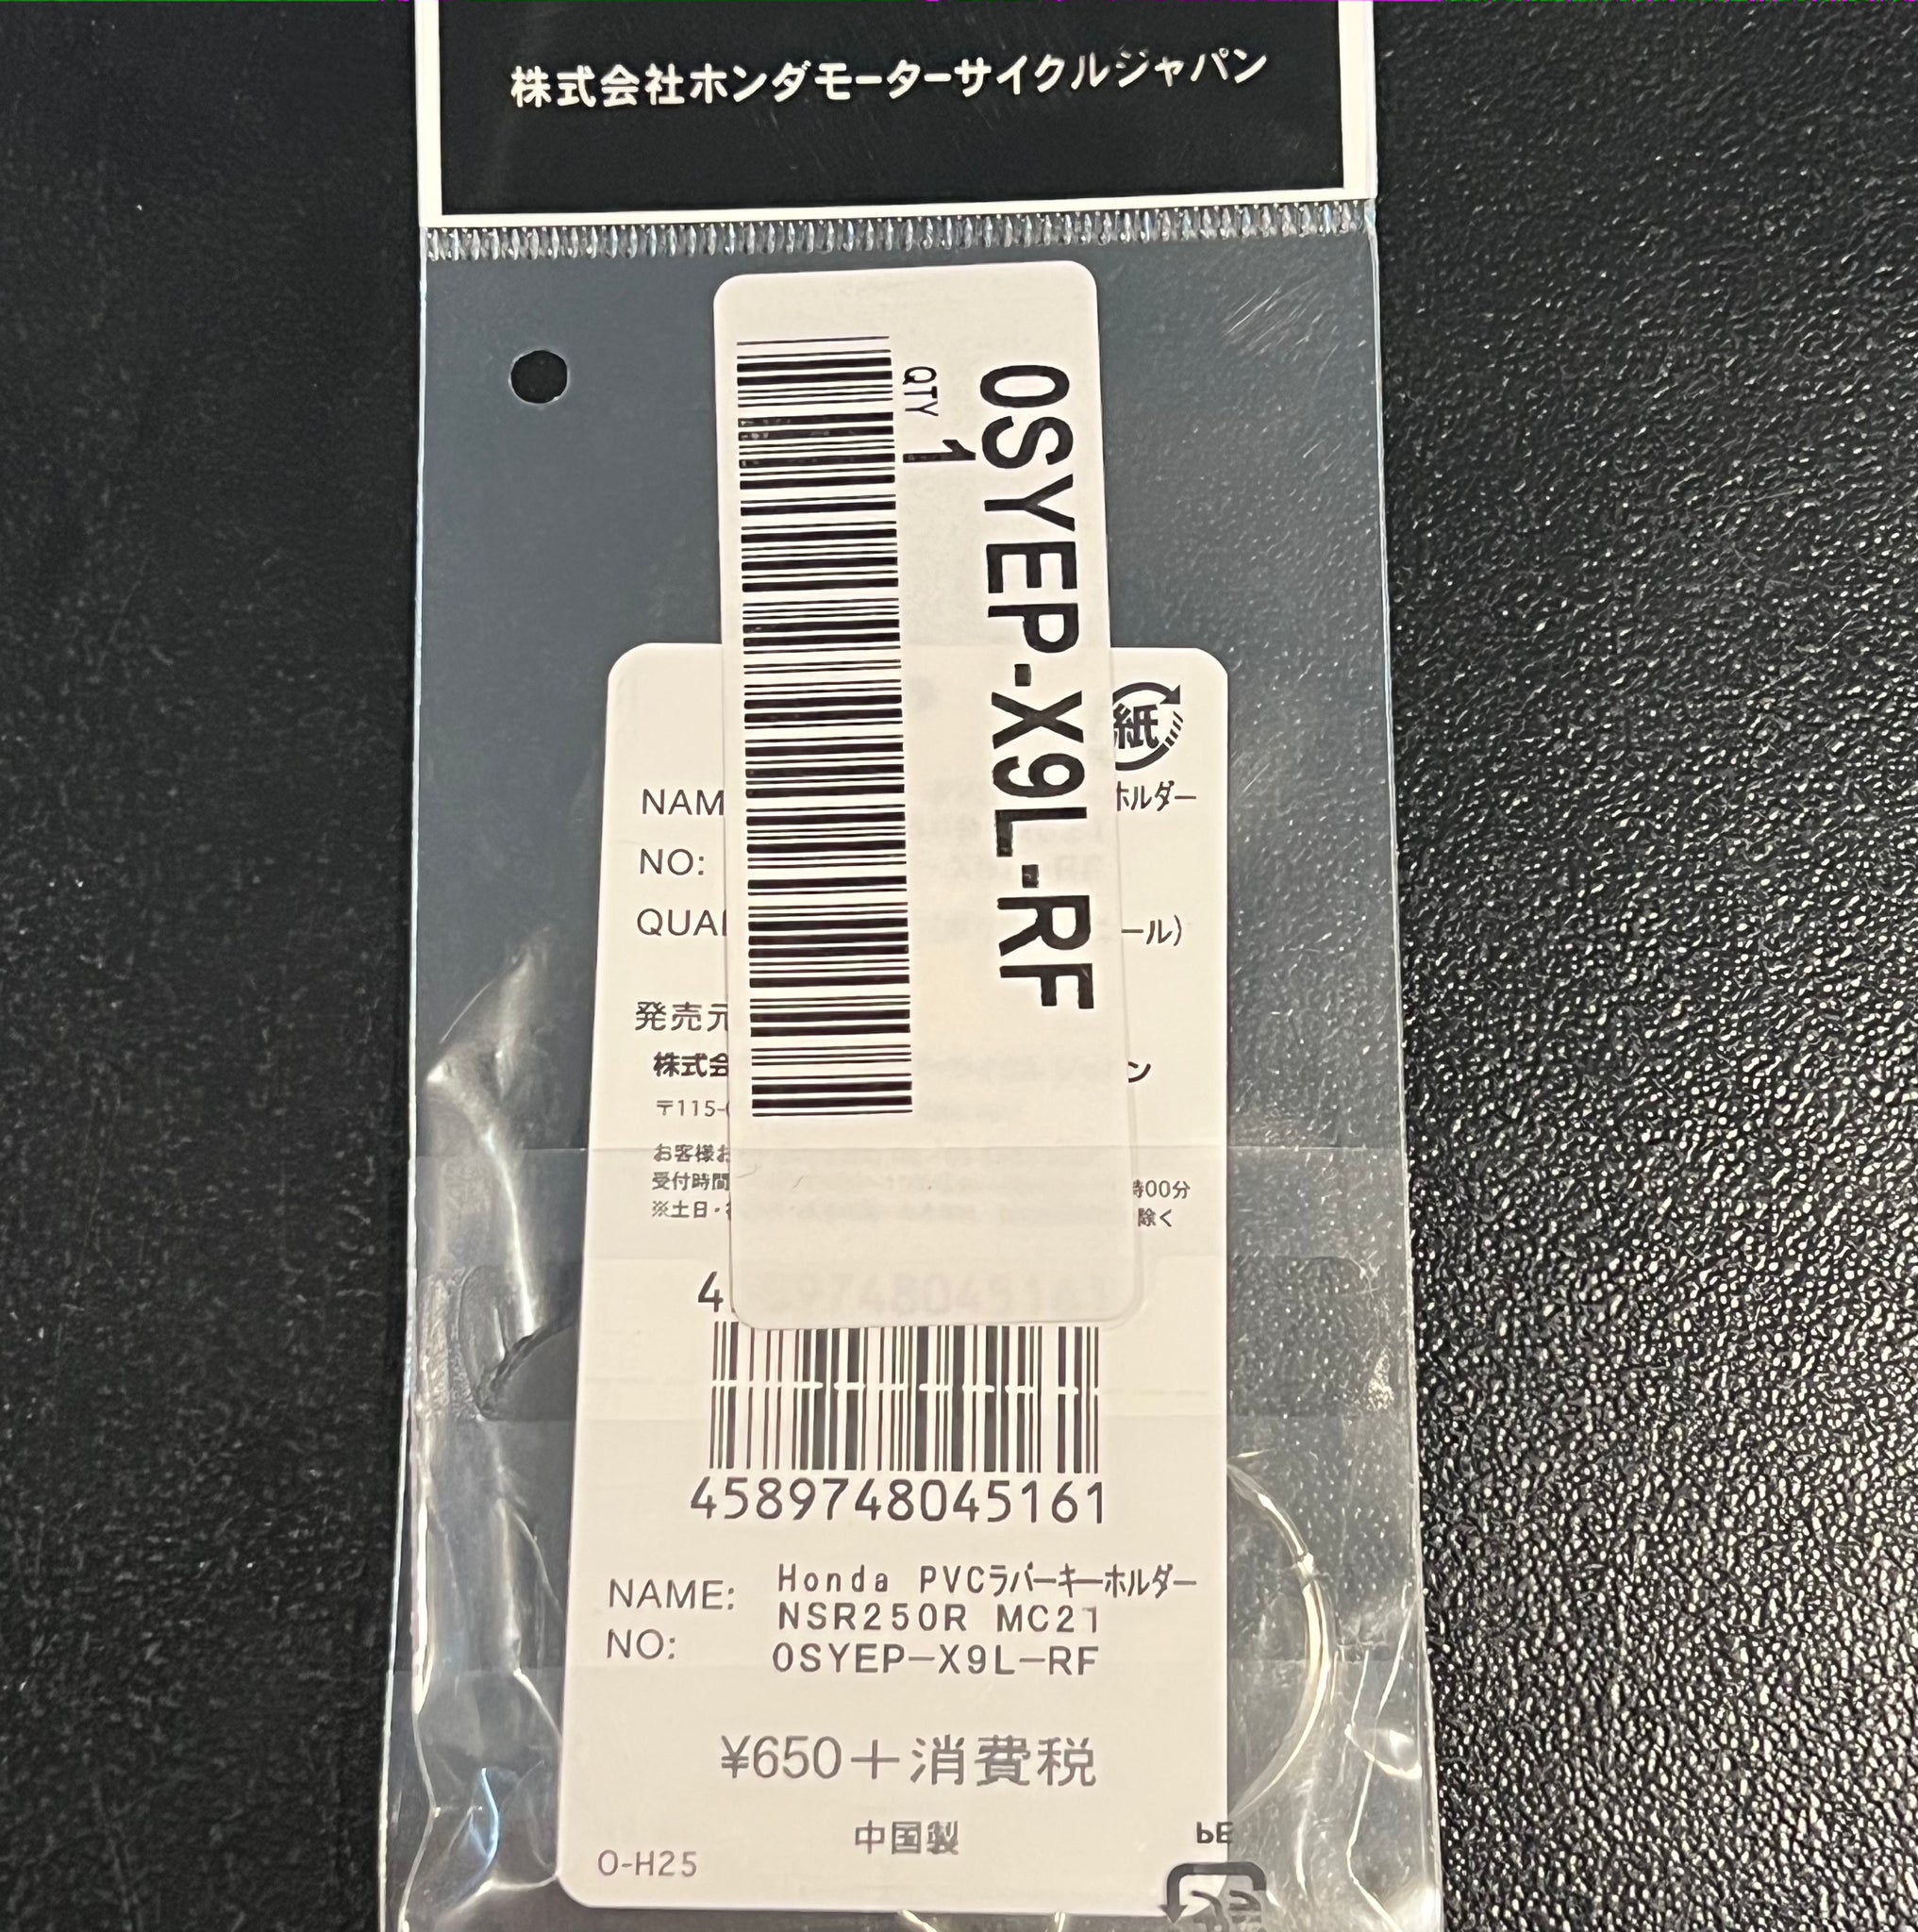 株式会社ホンダモーターサイクルジャパン
0SYEP-X9L-RF
QTY 1
紙
NAM ホルダー
NO:
QUA ール)
発売元
株式会 ン
〒115-
お客様お
受付時間 時00分
※土日・ 除く
4
4589748045161
NAME: Honda PVCラバーキーホルダー
NSR250R MC21
NO: 0SYEP-X9L-RF
¥650+消費税
中国製
O-H25
PE